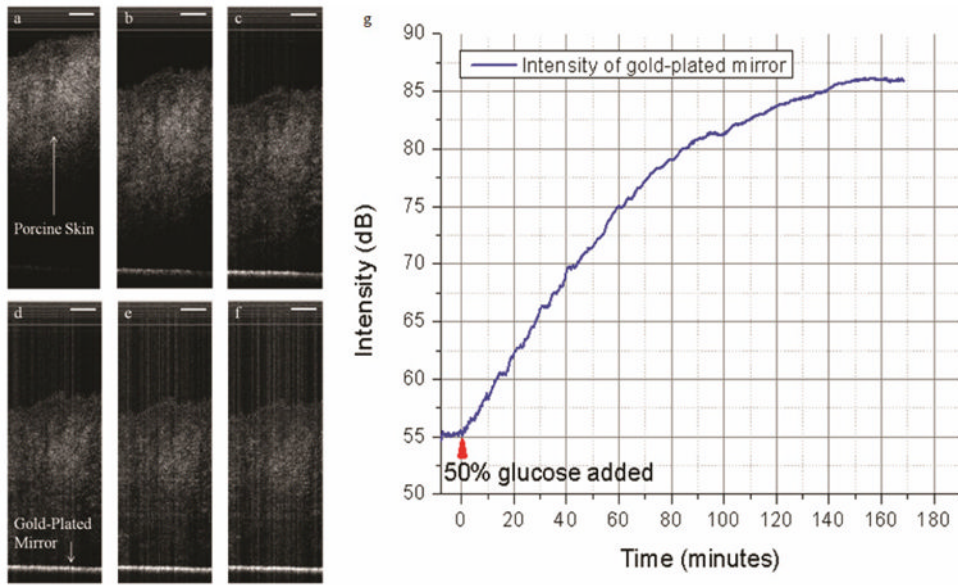 a
b
c
Porcine Skin
d
e
f
Gold-Plated
Mirror
g
90
85
80
75
70
65
60
55
50
Intensity (dB)
Intensity of gold-plated mirror
50% glucose added
0
20
40
60
80
100
120
140
160
180
Time (minutes)